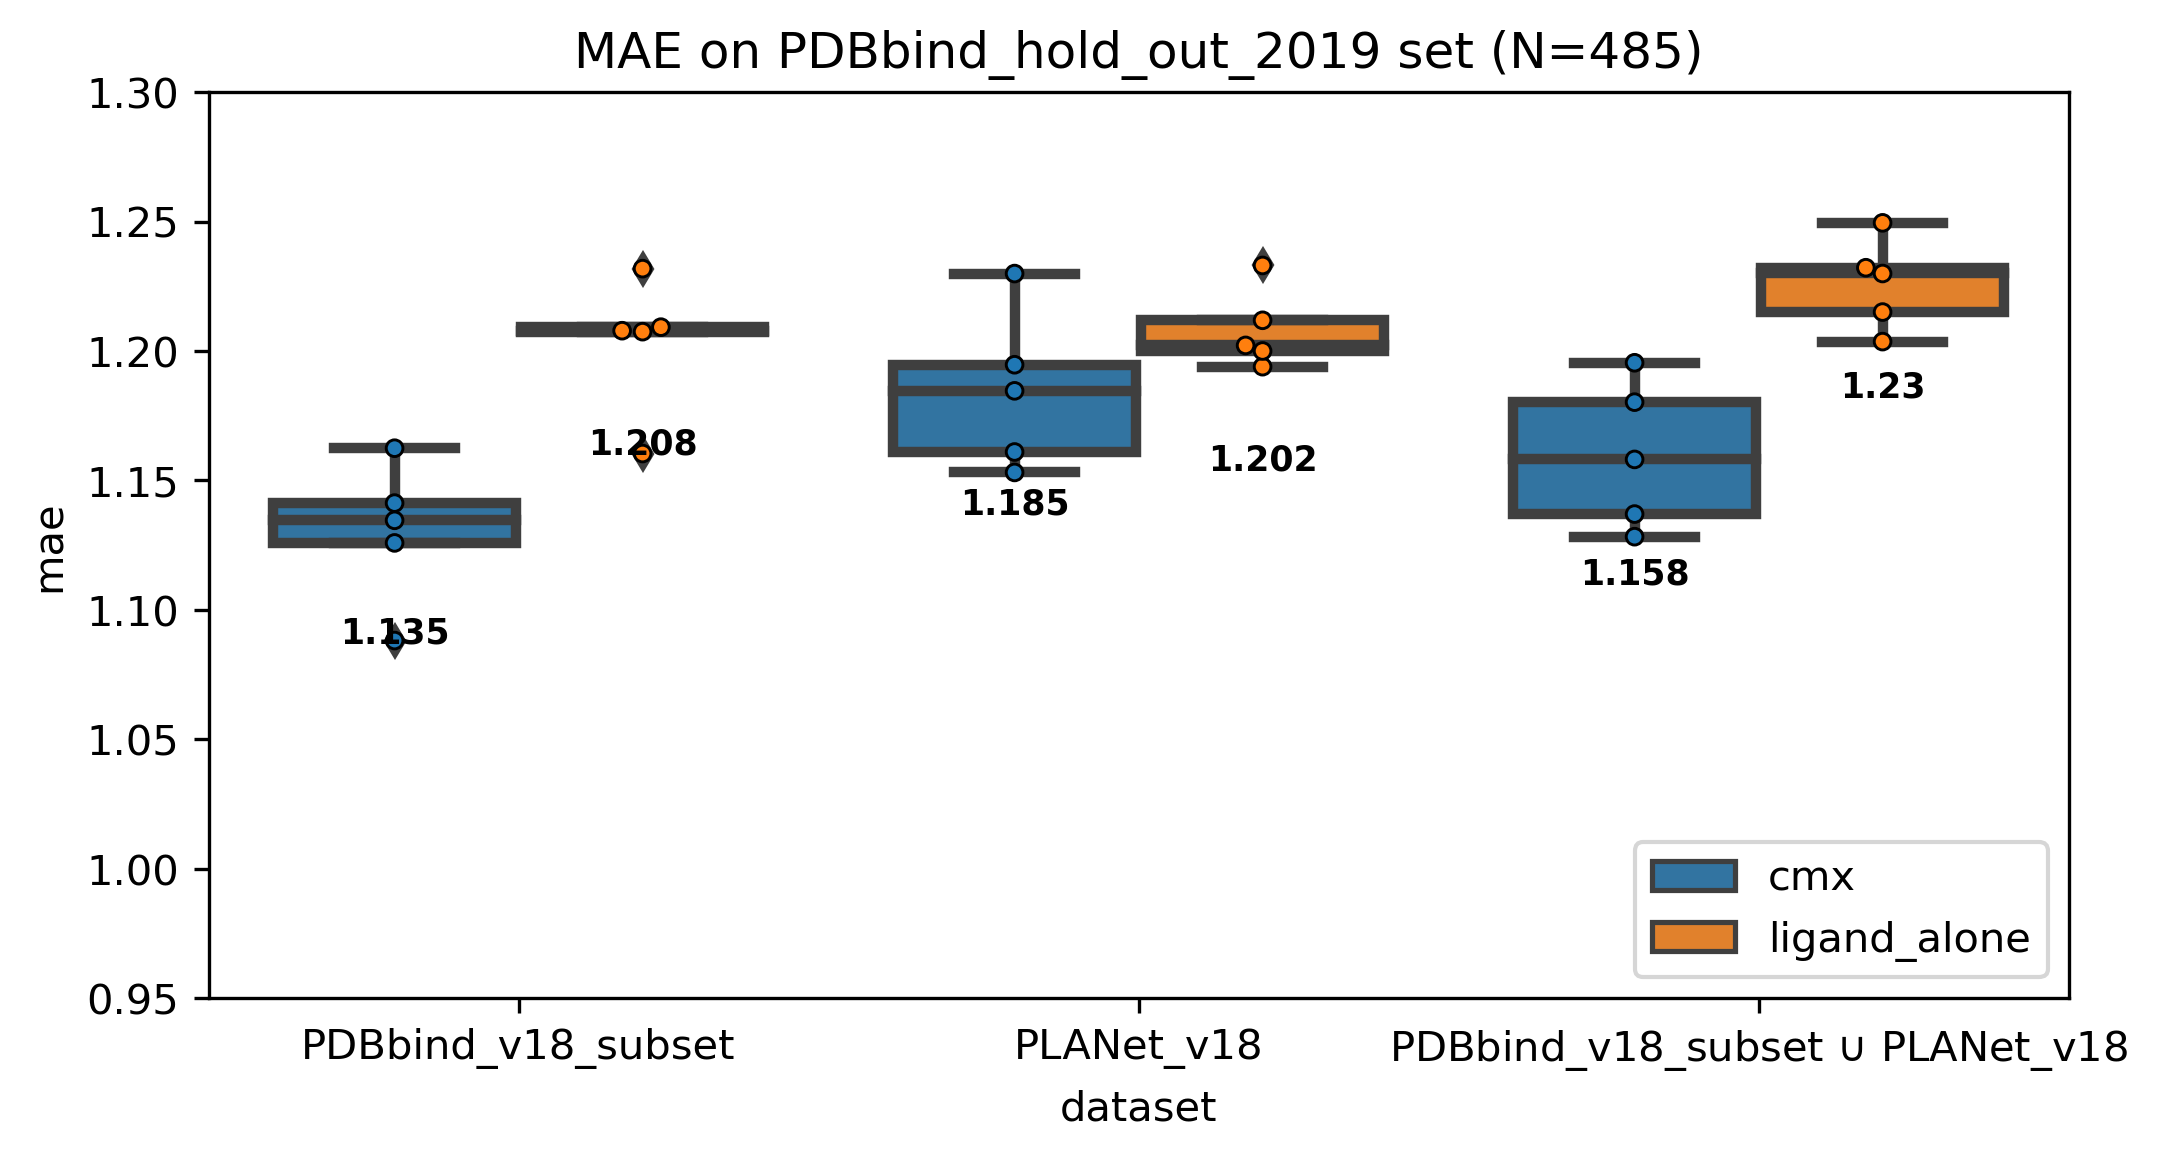 MAE on PDBbind_hold_out_2019 set (N=485)
1.30
1.25
1.20
1.15
1.10
1.05
1.00
0.95
mae
1.135
1.208
1.185
1.202
1.158
1.23
cmx
ligand_alone
PDBbind_v18_subset
PLANet_v18
PDBbind_v18_subset ∪ PLANet_v18
dataset